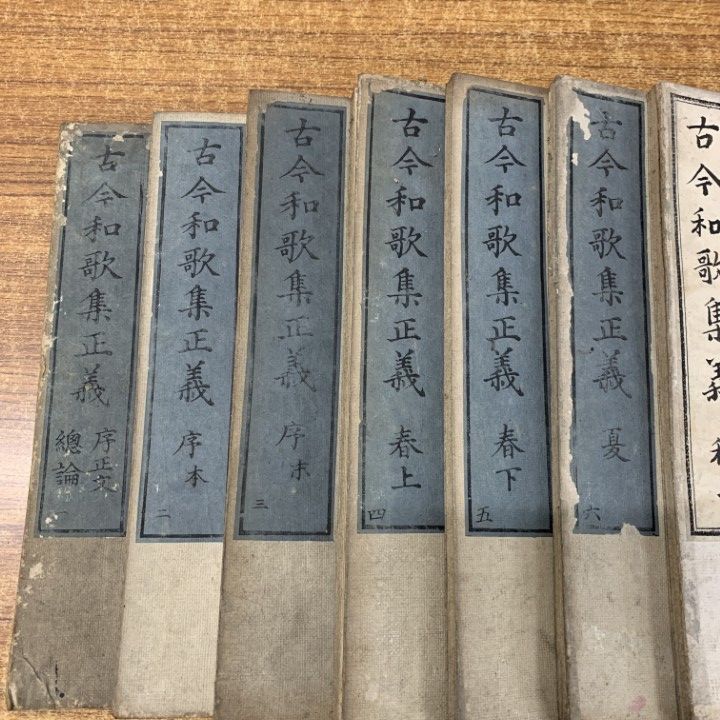 古今和歌集正義
序正文
總論
一
古今和歌集正義
序本
二
古今和歌集正義
序末
三
古今和歌集正義
春上
四
古今和歌集正義
春下
五
古今和歌集正義
夏
六
古今和歌集義